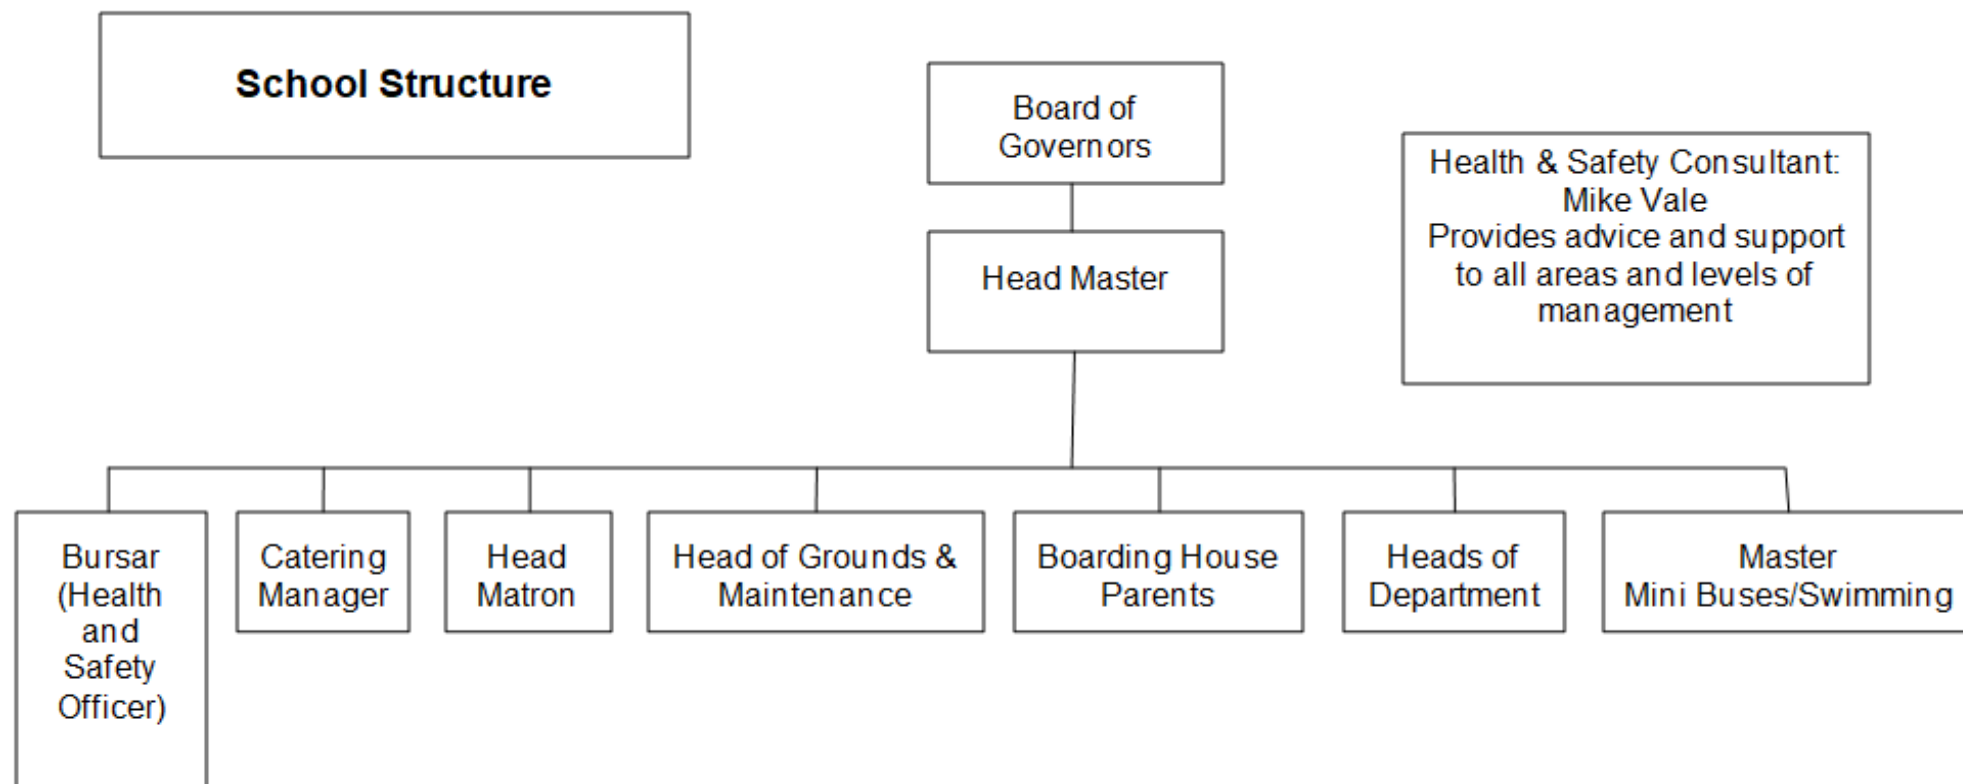 School Structure
Board of
Governors
Health & Safety Consultant:
Mike Vale
Provides advice and support
to all areas and levels of
management
Head Master
Bursar
(Health
and
Safety
Officer)
Catering
Manager
Head
Matron
Head of Grounds &
Maintenance
Boarding House
Parents
Heads of
Department
Master
Mini Buses/Swimming